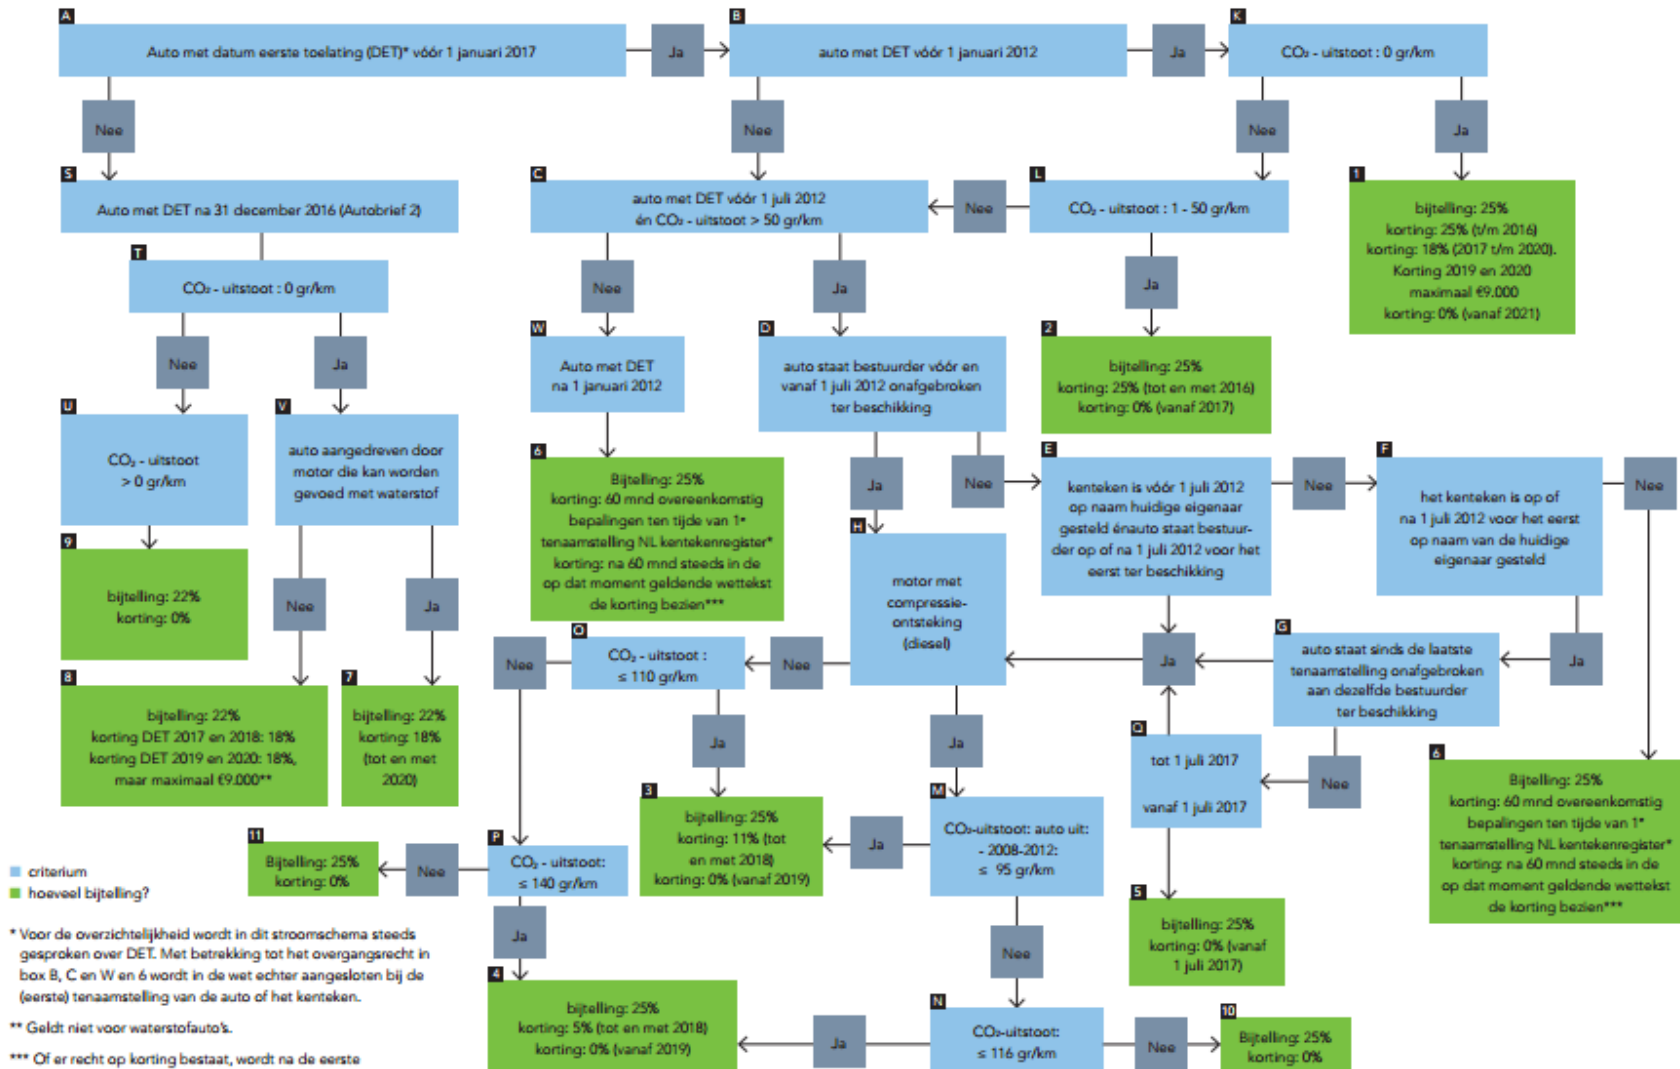 A
Auto met datum eerste toelating (DET)* vóór 1 januari 2017
Ja
B
auto met DET vóór 1 januari 2012
Ja
K
CO₂ - uitstoot : 0 gr/km
Nee
Nee
Nee
Ja
S
Auto met DET na 31 december 2016 (Autobrief 2)
C
auto met DET vóór 1 juli 2012
én CO₂ - uitstoot > 50 gr/km
Nee
L
CO₂ - uitstoot : 1 - 50 gr/km
1
bijtelling: 25%
korting: 25% (t/m 2016)
korting: 18% (2017 t/m 2020).
Korting 2019 en 2020
maximaal €9.000
korting: 0% (vanaf 2021)
T
CO₂ - uitstoot : 0 gr/km
Nee
Ja
Ja
Nee
Ja
W
Auto met DET
na 1 januari 2012
D
auto staat bestuurder vóór en
vanaf 1 juli 2012 onafgebroken
ter beschikking
2
bijtelling: 25%
korting: 25% (tot en met 2016)
korting: 0% (vanaf 2017)
U
CO₂ - uitstoot
> 0 gr/km
V
auto aangedreven door
motor die kan worden
gevoed met waterstof
6
Bijtelling: 25%
korting: 60 mnd overeenkomstig
bepalingen ten tijde van 1ᵉ
tenaamstelling NL kentekenregister*
korting: na 60 mnd steeds in de
op dat moment geldende wettekst
de korting bezien***
Ja
Nee
E
kenteken is vóór 1 juli 2012
op naam huidige eigenaar
gesteld énauto staat bestuur-
der op of na 1 juli 2012 voor het
eerst ter beschikking
Nee
F
het kenteken is op of
na 1 juli 2012 voor het eerst
op naam van de huidige
eigenaar gesteld
Nee
9
bijtelling: 22%
korting: 0%
Nee
Ja
H
motor met
compressie-
ontsteking
(diesel)
Ja
G
auto staat sinds de laatste
tenaamstelling onafgebroken
aan dezelfde bestuurder
ter beschikking
Ja
Nee
O
CO₂ - uitstoot :
≤ 110 gr/km
Nee
8
bijtelling: 22%
korting DET 2017 en 2018: 18%
korting DET 2019 en 2020: 18%,
maar maximaal €9.000**
7
bijtelling: 22%
korting: 18%
(tot en met
2020)
Ja
Ja
Q
tot 1 juli 2017
vanaf 1 juli 2017
Nee
6
Bijtelling: 25%
korting: 60 mnd overeenkomstig
bepalingen ten tijde van 1ᵉ
tenaamstelling NL kentekenregister*
korting: na 60 mnd steeds in de
op dat moment geldende wettekst
de korting bezien***
11
Bijtelling: 25%
korting: 0%
Nee
P
CO₂ - uitstoot:
≤ 140 gr/km
3
bijtelling: 25%
korting: 11% (tot
en met 2018)
korting: 0% (vanaf 2019)
Ja
M
CO₂-uitstoot: auto uit:
- 2008-2012:
≤ 95 gr/km
criterium
hoeveel bijtelling?
Ja
Nee
5
bijtelling: 25%
korting: 0% (vanaf
1 juli 2017)
* Voor de overzichtelijkheid wordt in dit stroomschema steeds
gesproken over DET. Met betrekking tot het overgangsrecht in
box B, C en W en 6 wordt in de wet echter aangesloten bij de
(eerste) tenaamstelling van de auto of het kenteken.
** Geldt niet voor waterstofauto's.
*** Of er recht op korting bestaat, wordt na de eerste
4
bijtelling: 25%
korting: 5% (tot en met 2018)
korting: 0% (vanaf 2019)
Ja
N
CO₂-uitstoot:
≤ 116 gr/km
Nee
10
Bijtelling: 25%
korting: 0%